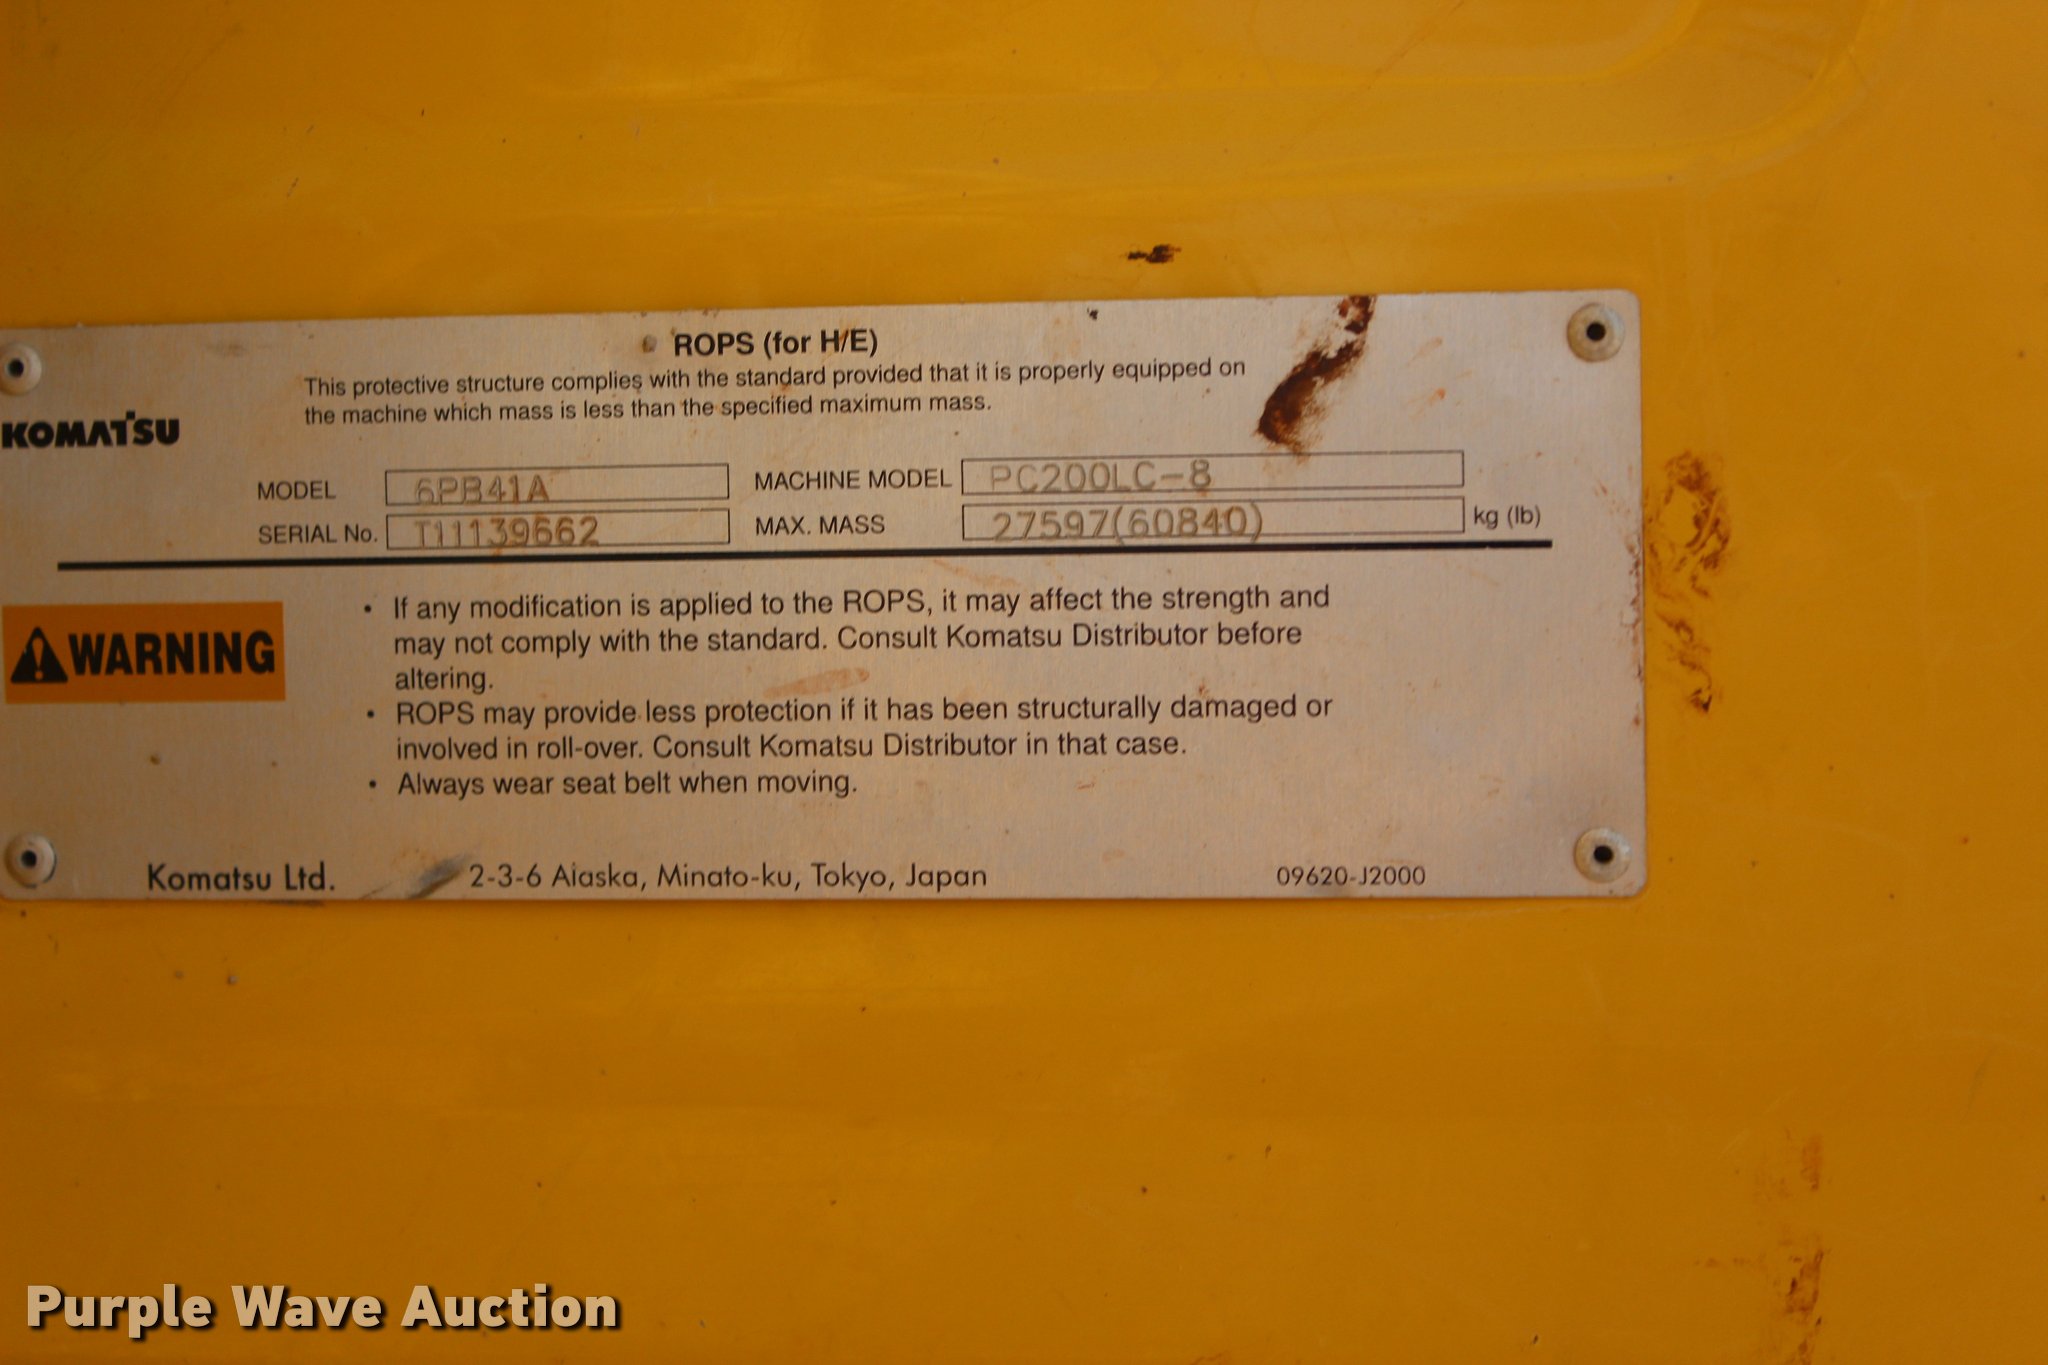 ROPS (for H/E)
This protective structure complies with the standard provided that it is properly equipped on
the machine which mass is less than the specified maximum mass.
KOMATSU
MODEL 6PB41A MACHINE MODEL PC200LC-8
SERIAL No. T11139662 MAX. MASS 27597(60840) kg (lb)
WARNING
• If any modification is applied to the ROPS, it may affect the strength and
may not comply with the standard. Consult Komatsu Distributor before
altering.
• ROPS may provide less protection if it has been structurally damaged or
involved in roll-over. Consult Komatsu Distributor in that case.
• Always wear seat belt when moving.
Komatsu Ltd. 2-3-6 Alaska, Minato-ku, Tokyo, Japan 09620-J2000
Purple Wave Auction